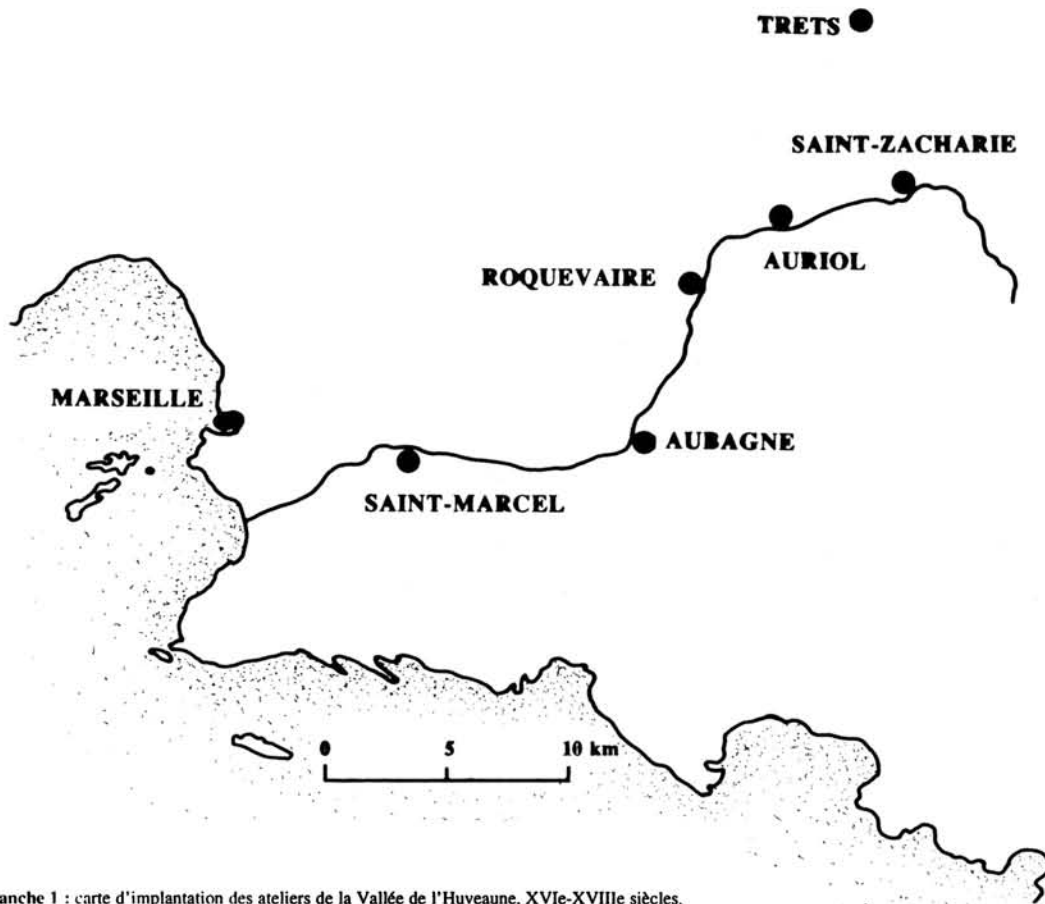 TRETS
SAINT-ZACHARIE
AURIOL
ROQUEVAIRE
MARSEILLE
AUBAGNE
SAINT-MARCEL
0 5 10 km
anche 1 : carte d'implantation des ateliers de la Vallée de l'Huveaune, XVIe-XVIIIe siècles.